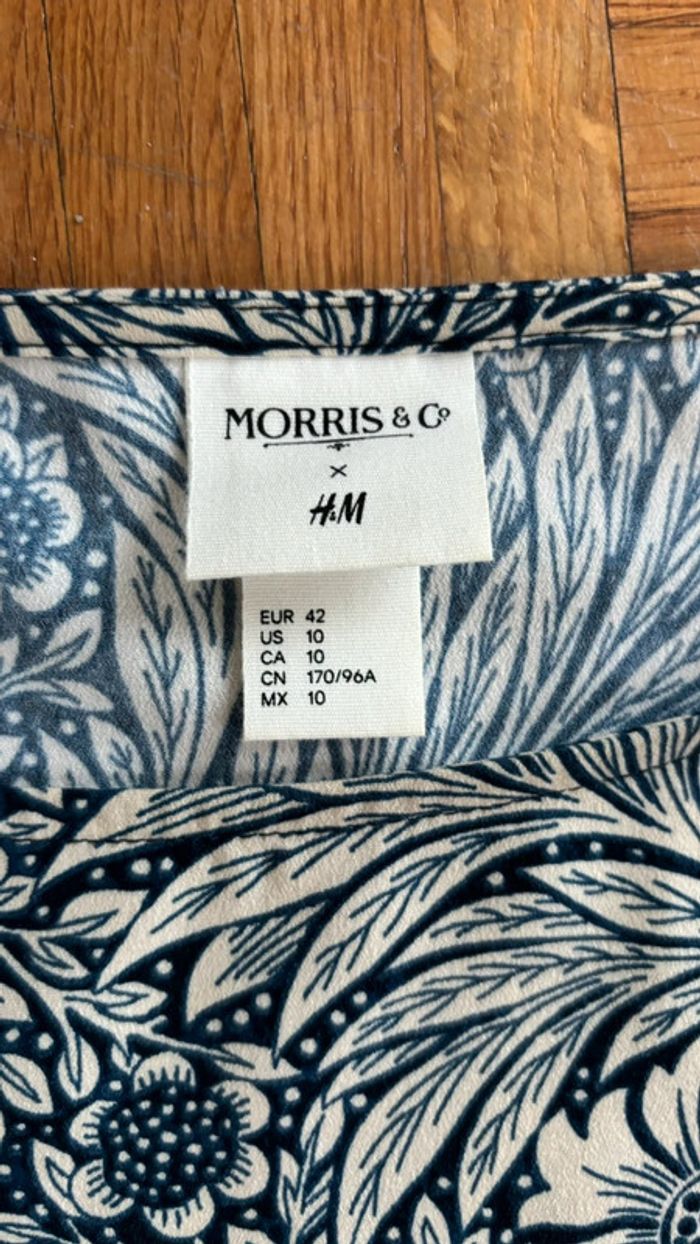 MORRIS & Co
×
H&M
EUR 42
US 10
CA 10
CN 170/96A
MX 10